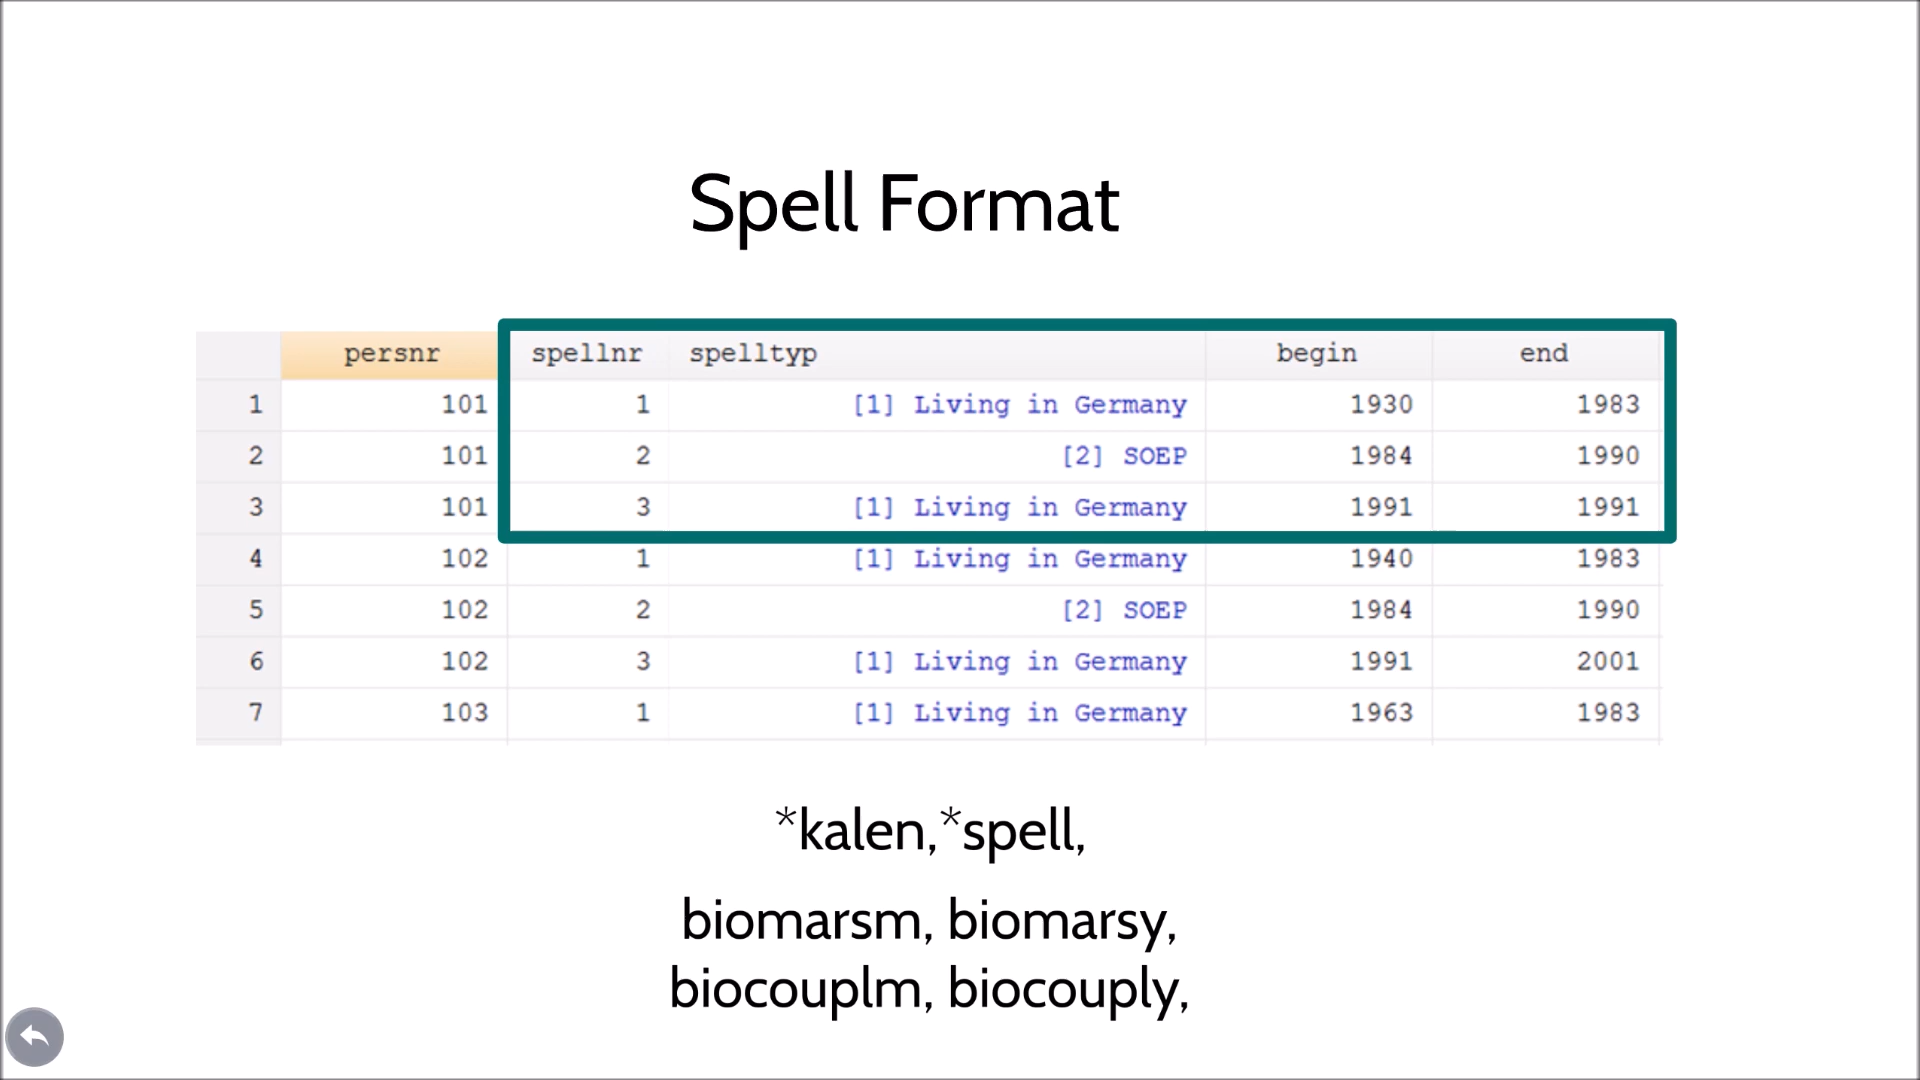 Spell Format
persnr spellnr spelltyp begin end
1 101 1 [1] Living in Germany 1930 1983
2 101 2 [2] SOEP 1984 1990
3 101 3 [1] Living in Germany 1991 1991
4 102 1 [1] Living in Germany 1940 1983
5 102 2 [2] SOEP 1984 1990
6 102 3 [1] Living in Germany 1991 2001
7 103 1 [1] Living in Germany 1963 1983
*kalen,*spell,
biomarsm, biomarsy,
biocouplm, biocouply,